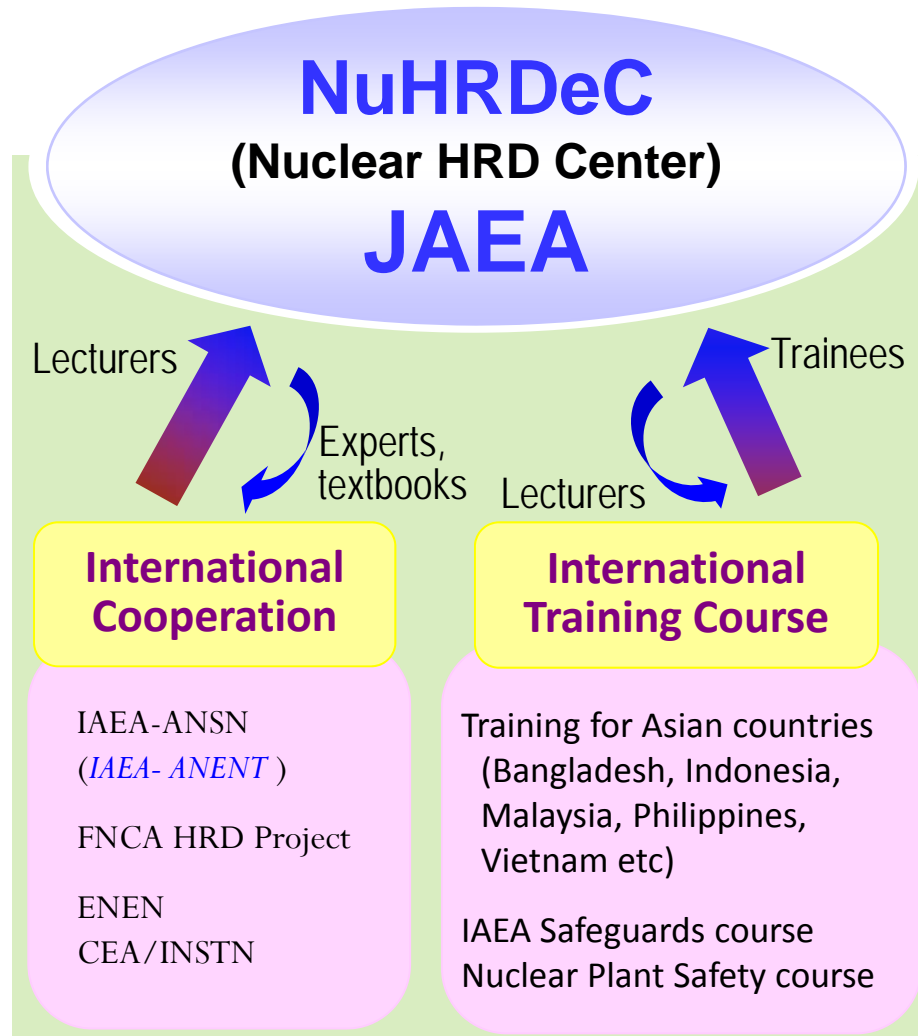 NuHRDeC
(Nuclear HRD Center)
JAEA
Lecturers
Experts,
textbooks
Trainees
Lecturers
International
Cooperation
IAEA-ANSN
(IAEA- ANENT )
FNCA HRD Project
ENEN
CEA/INSTN
International
Training Course
Training for Asian countries
(Bangladesh, Indonesia,
Malaysia, Philippines,
Vietnam etc)
IAEA Safeguards course
Nuclear Plant Safety course